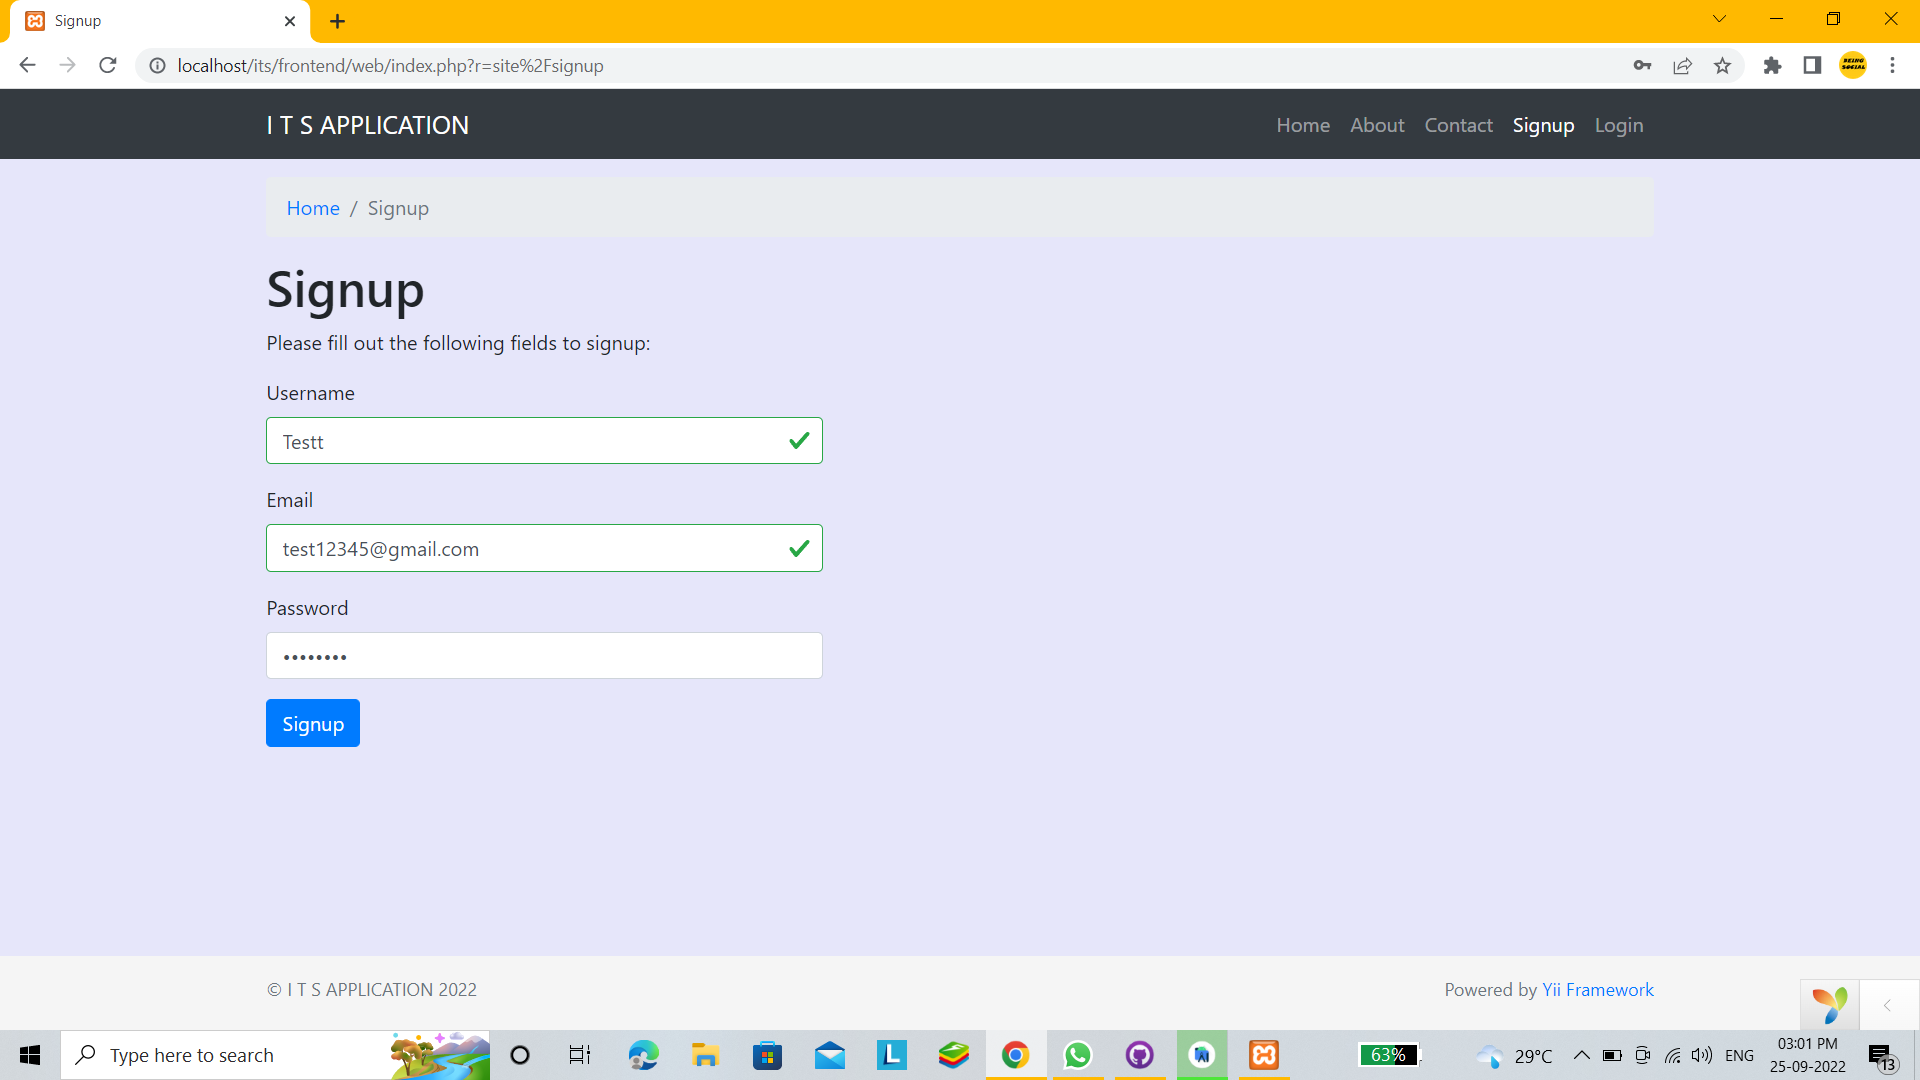 Signup
localhost/its/frontend/web/index.php?r=site%2Fsignup
BEING SOCIAL
I T S APPLICATION
Home About Contact Signup Login
Home / Signup
Signup
Please fill out the following fields to signup:
Username
Testt
Email
test12345@gmail.com
Password
••••••••
Signup
© I T S APPLICATION 2022
Powered by Yii Framework
Type here to search
L
63%
29°C
ENG
03:01 PM
25-09-2022
13